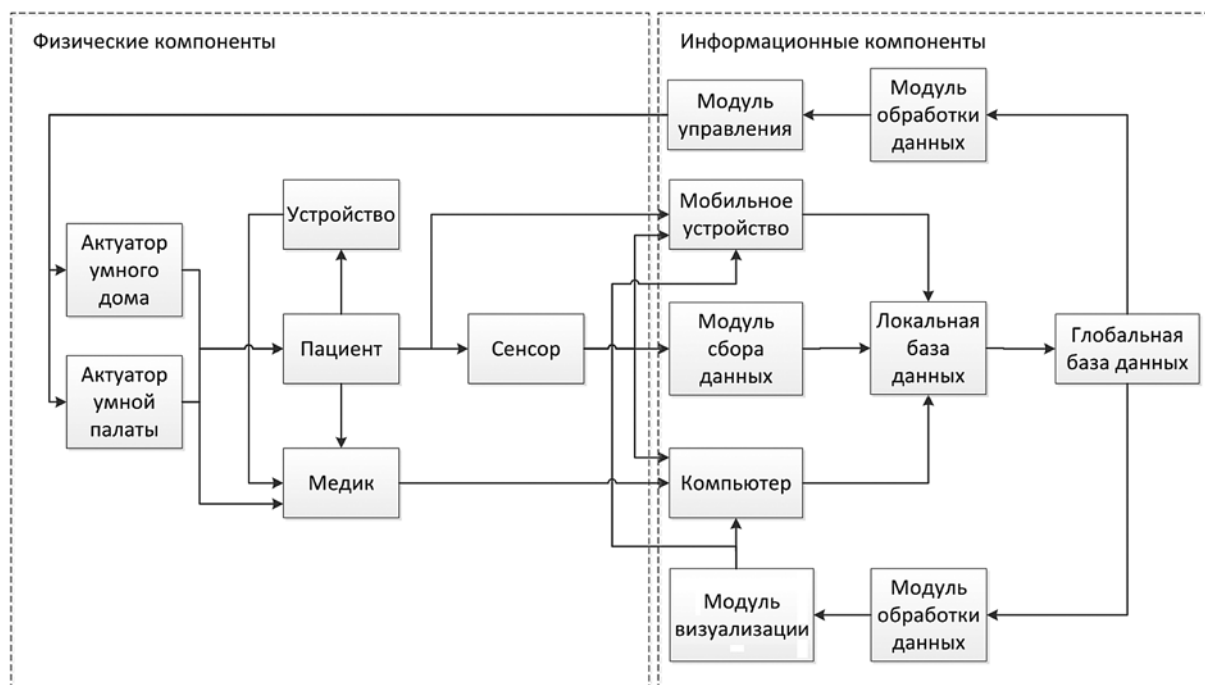 Физические компоненты
Информационные компоненты
Модуль
управления
Модуль
обработки
данных
Устройство
Мобильное
устройство
Актуатор
умного
дома
Пациент
Сенсор
Модуль
сбора
данных
Локальная
база
данных
Глобальная
база данных
Актуатор
умной
палаты
Медик
Компьютер
Модуль
визуализации
Модуль
обработки
данных